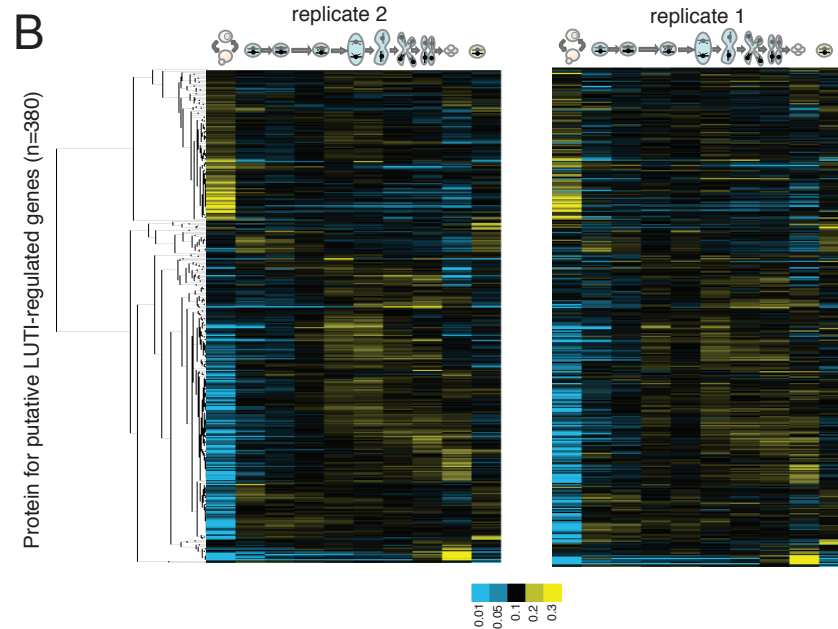 B
replicate 2
replicate 1
Protein for putative LUTI-regulated genes (n=380)
0.01
0.05
0.1
0.2
0.3